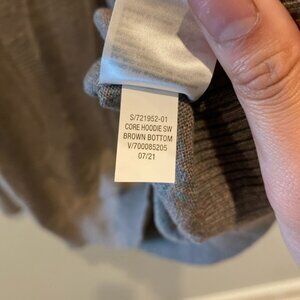 S/721952-01
CORE HOODIE SW
BROWN BOTTOM
V/700085205
07/21